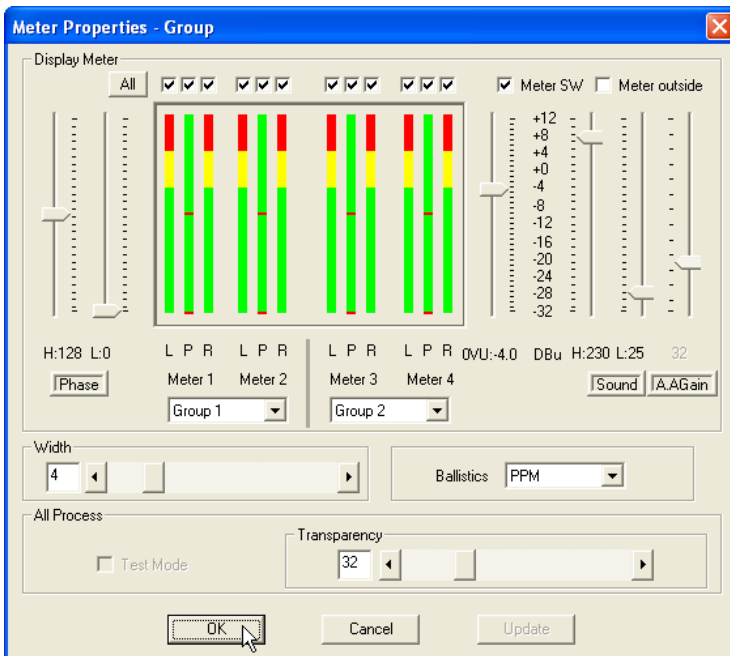 Meter Properties - Group
Display Meter
All
Meter SW
Meter outside
+12
+8
+4
+0
-4
-8
-12
-16
-20
-24
-28
-32
H:128 L:0
L P R L P R L P R L P R
0VU:-4.0 DBu H:230 L:25 32
Phase
Meter 1 Meter 2 Meter 3 Meter 4
Sound
A.AGain
Group 1
Group 2
Width
4
Ballistics
PPM
All Process
Test Mode
Transparency
32
OK
Cancel
Update